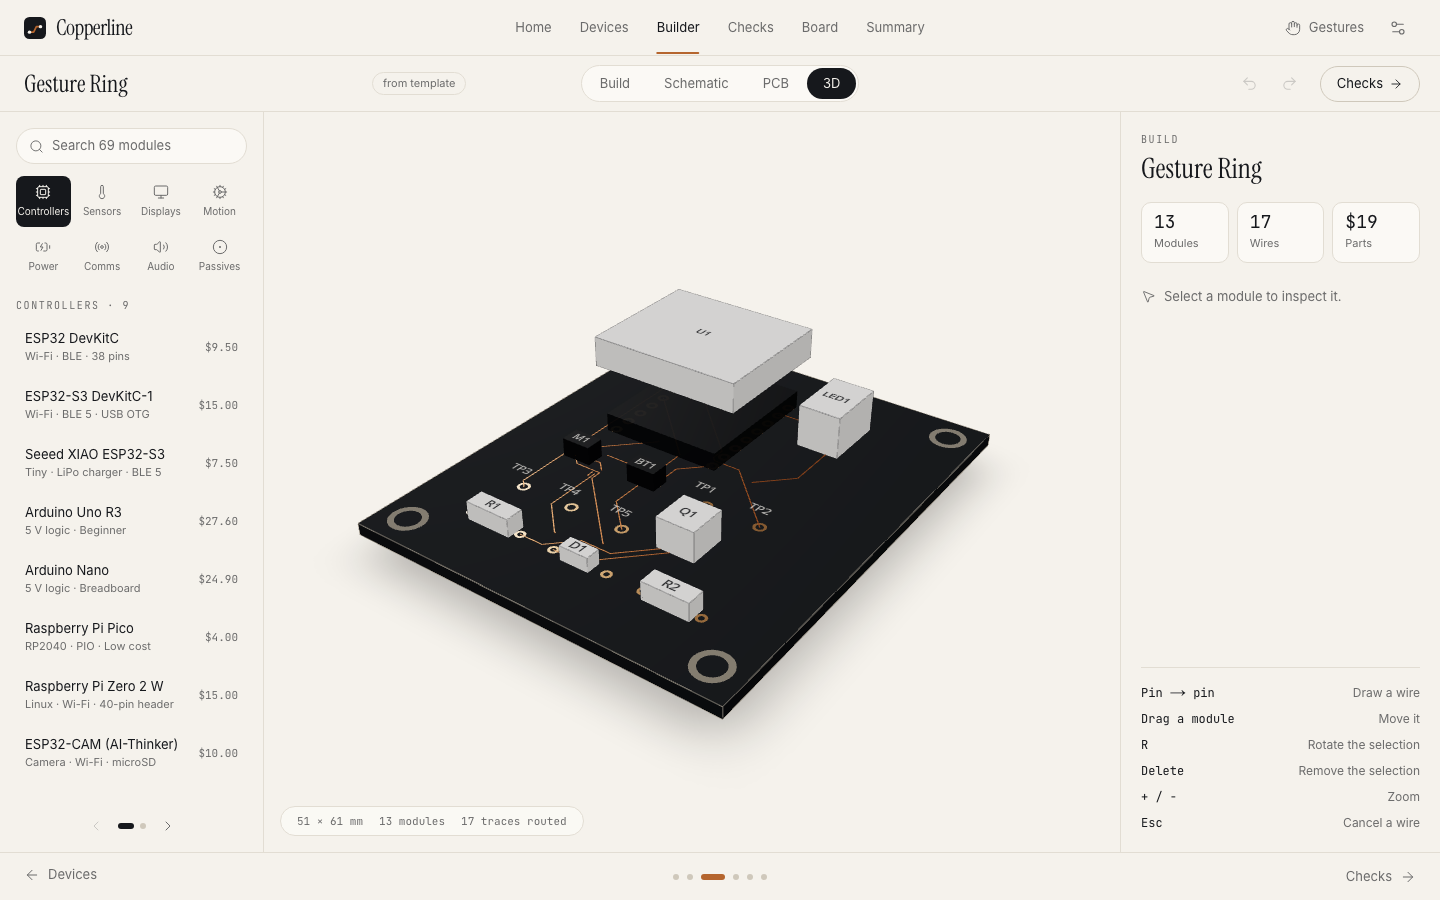 Copperline
Home
Devices
Builder
Checks
Board
Summary
Gestures
Gesture Ring
from template
Build
Schematic
PCB
3D
Checks →
Search 69 modules
Controllers
Sensors
Displays
Motion
Power
Comms
Audio
Passives
CONTROLLERS · 9
ESP32 DevKitC
Wi-Fi · BLE · 38 pins
$9.50
ESP32-S3 DevKitC-1
Wi-Fi · BLE 5 · USB OTG
$15.00
Seeed XIAO ESP32-S3
Tiny · LiPo charger · BLE 5
$7.50
Arduino Uno R3
5 V logic · Beginner
$27.60
Arduino Nano
5 V logic · Breadboard
$24.90
Raspberry Pi Pico
RP2040 · PIO · Low cost
$4.00
Raspberry Pi Zero 2 W
Linux · Wi-Fi · 40-pin header
$15.00
ESP32-CAM (AI-Thinker)
Camera · Wi-Fi · microSD
$10.00
U1
LED1
M1
BT1
TP3
TP4
TP5
TP1
TP2
R1
Q1
D1
R2
51 × 61 mm
13 modules
17 traces routed
BUILD
Gesture Ring
13
Modules
17
Wires
$19
Parts
Select a module to inspect it.
Pin → pin
Draw a wire
Drag a module
Move it
R
Rotate the selection
Delete
Remove the selection
+ / -
Zoom
Esc
Cancel a wire
← Devices
Checks →